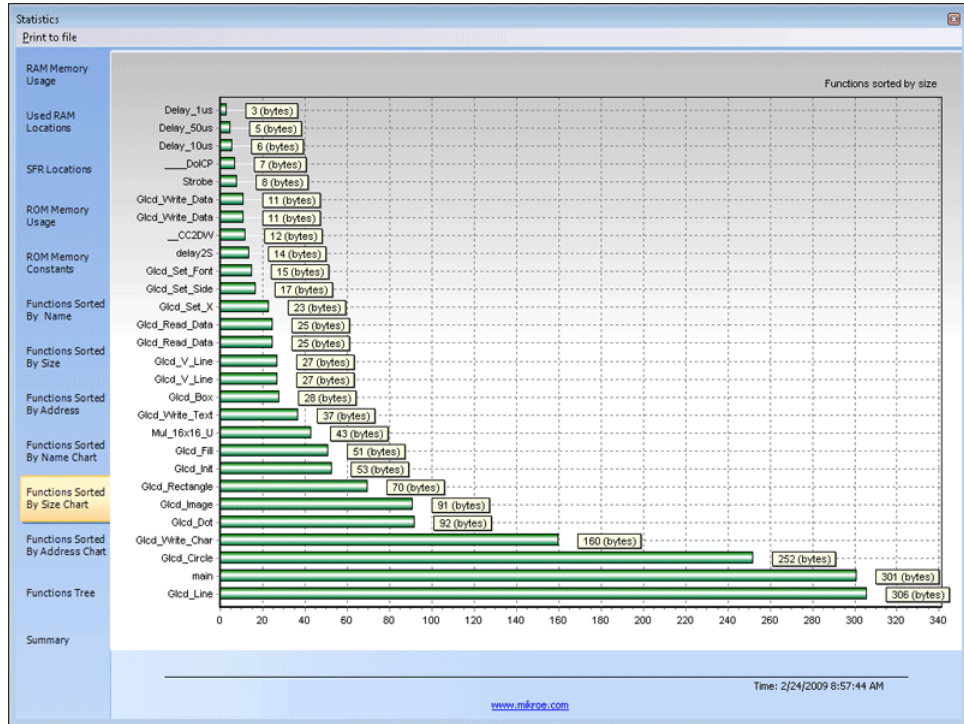 Statistics
Print to file
RAM Memory
Usage
Used RAM
Locations
SFR Locations
ROM Memory
Usage
ROM Memory
Constants
Functions Sorted
By Name
Functions Sorted
By Size
Functions Sorted
By Address
Functions Sorted
By Name Chart
Functions Sorted
By Size Chart
Functions Sorted
By Address Chart
Functions Tree
Summary
Functions sorted by size
Delay_1us 3 (bytes)
Delay_50us 5 (bytes)
Delay_10us 6 (bytes)
____DoICP 7 (bytes)
Strobe 8 (bytes)
Glcd_Write_Data 11 (bytes)
Glcd_Write_Data 11 (bytes)
__CC2DW 12 (bytes)
delay2S 14 (bytes)
Glcd_Set_Font 15 (bytes)
Glcd_Set_Side 17 (bytes)
Glcd_Set_X 23 (bytes)
Glcd_Read_Data 25 (bytes)
Glcd_Read_Data 25 (bytes)
Glcd_V_Line 27 (bytes)
Glcd_V_Line 27 (bytes)
Glcd_Box 28 (bytes)
Glcd_Write_Text 37 (bytes)
Mul_16x16_U 43 (bytes)
Glcd_Fill 51 (bytes)
Glcd_Init 53 (bytes)
Glcd_Rectangle 70 (bytes)
Glcd_Image 91 (bytes)
Glcd_Dot 92 (bytes)
Glcd_Write_Char 160 (bytes)
Glcd_Circle 252 (bytes)
main 301 (bytes)
Glcd_Line 306 (bytes)
0 20 40 60 80 100 120 140 160 180 200 220 240 260 280 300 320 340
Time: 2/24/2009 8:57:44 AM
www.mikroe.com